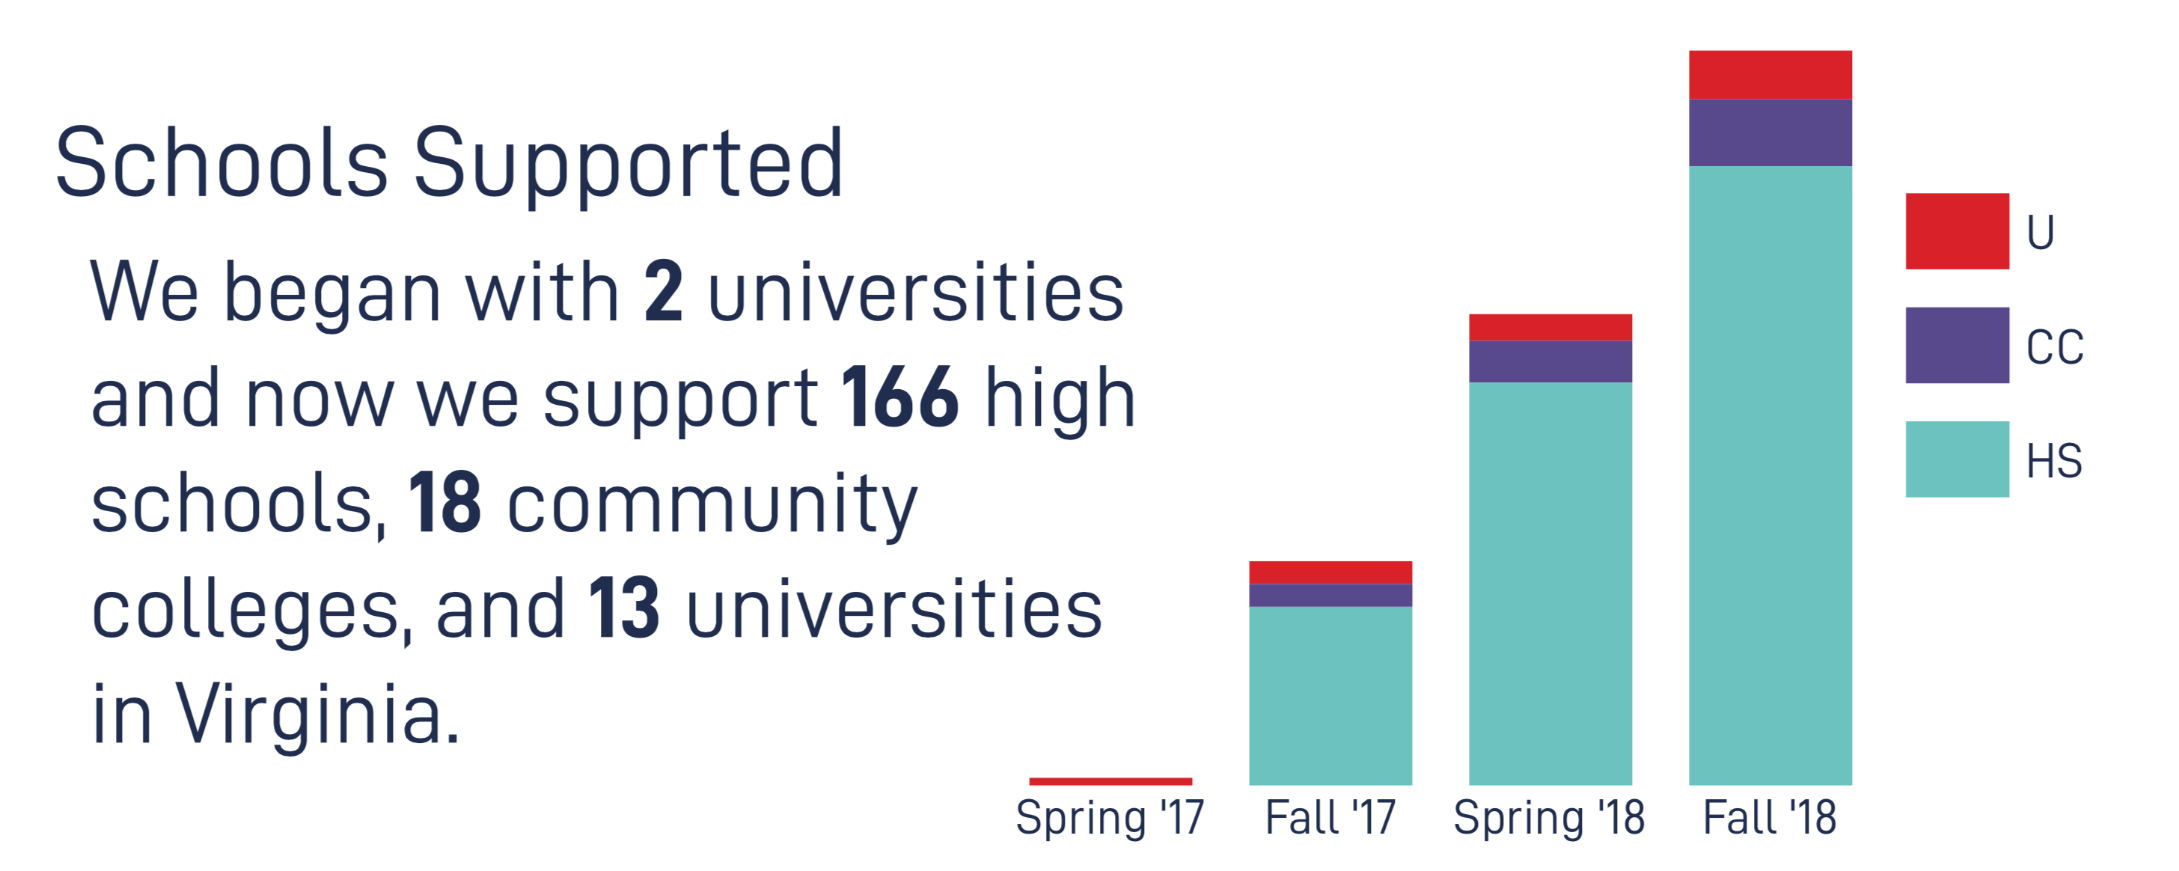 Schools Supported
We began with 2 universities
and now we support 166 high
schools, 18 community
colleges, and 13 universities
in Virginia.
U
CC
HS
Spring '17
Fall '17
Spring '18
Fall '18